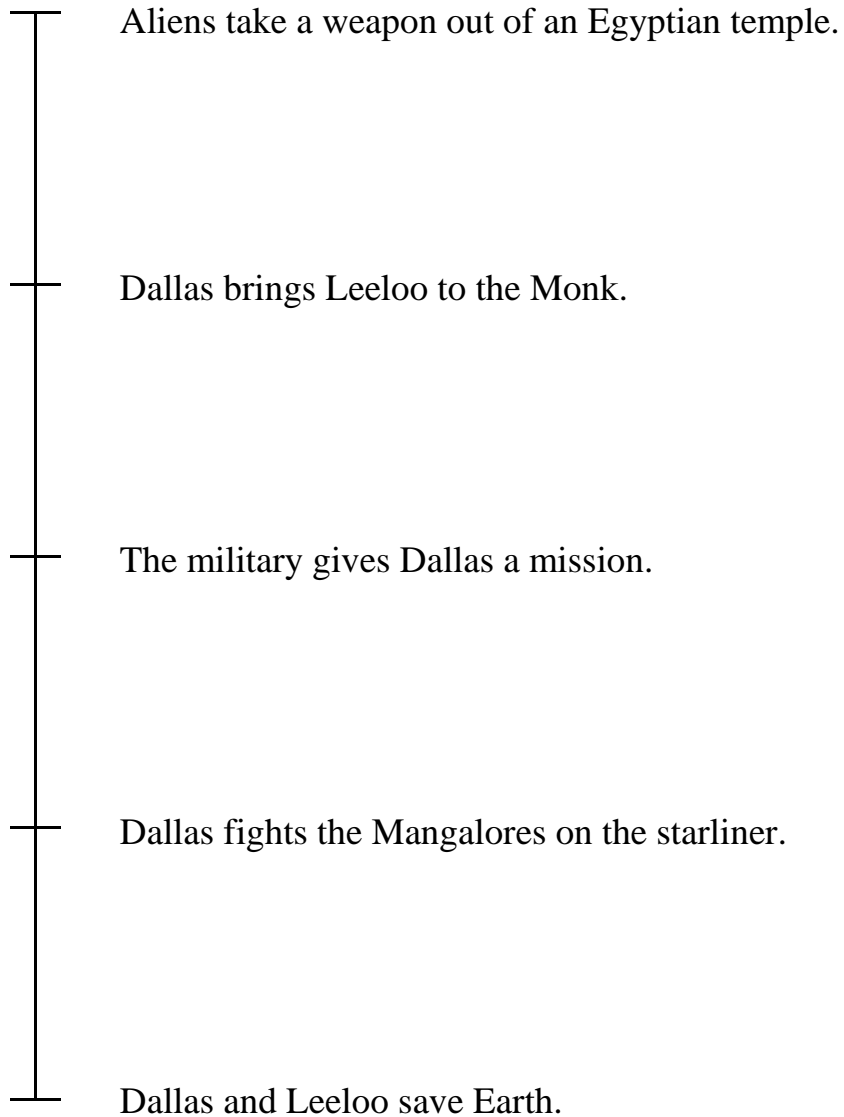 Aliens take a weapon out of an Egyptian temple.
Dallas brings Leeloo to the Monk.
The military gives Dallas a mission.
Dallas fights the Mangalores on the starliner.
Dallas and Leeloo save Earth.